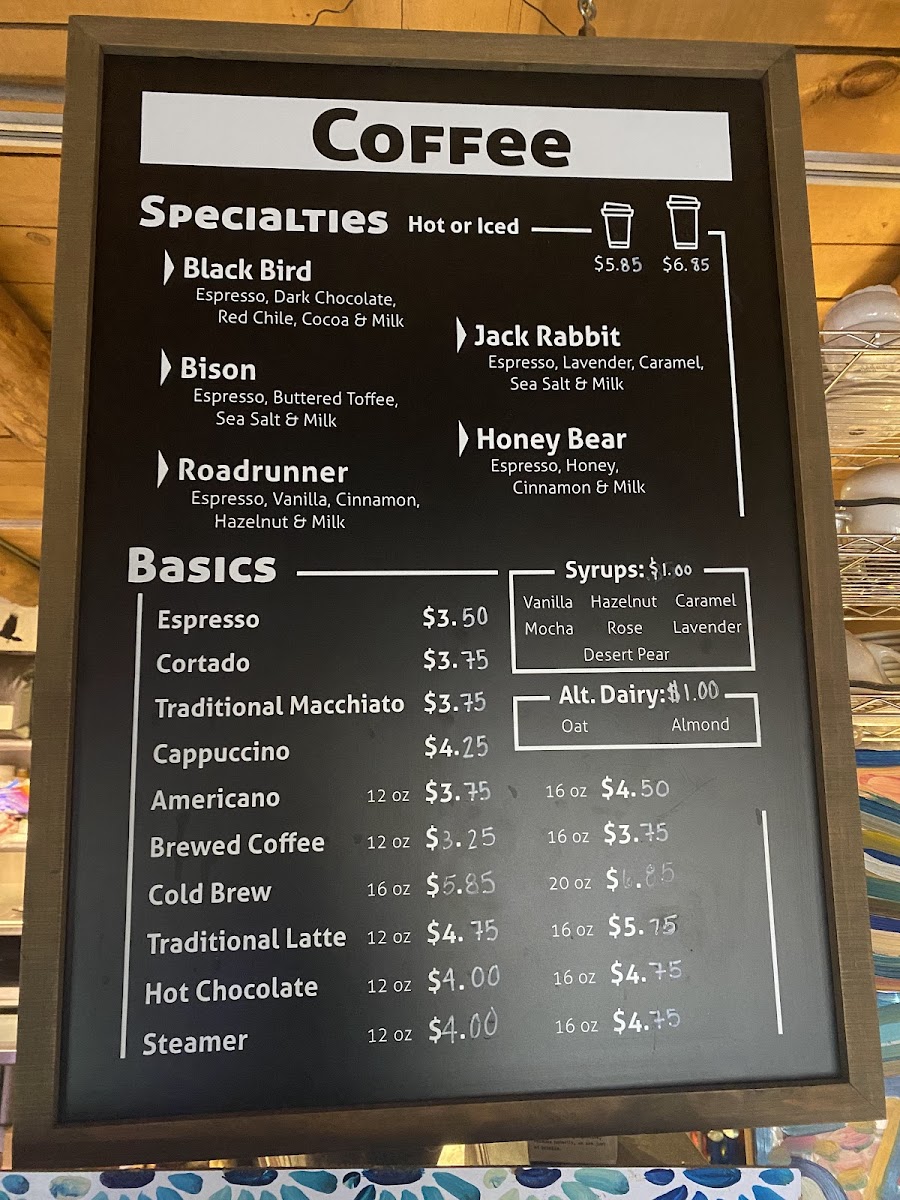 Coffee
Specialties Hot or Iced
$5.85 $6.85
Black Bird
Espresso, Dark Chocolate,
Red Chile, Cocoa & Milk
Bison
Espresso, Buttered Toffee,
Sea Salt & Milk
Roadrunner
Espresso, Vanilla, Cinnamon,
Hazelnut & Milk
Jack Rabbit
Espresso, Lavender, Caramel,
Sea Salt & Milk
Honey Bear
Espresso, Honey,
Cinnamon & Milk
Basics
Espresso $3.50
Cortado $3.75
Traditional Macchiato $3.75
Cappuccino $4.25
Syrups: $1.00
Vanilla Hazelnut Caramel
Mocha Rose Lavender
Desert Pear
Alt. Dairy: $1.00
Oat Almond
Americano 12 oz $3.75 16 oz $4.50
Brewed Coffee 12 oz $3.25 16 oz $3.75
Cold Brew 16 oz $5.85 20 oz $6.85
Traditional Latte 12 oz $4.75 16 oz $5.75
Hot Chocolate 12 oz $4.00 16 oz $4.75
Steamer 12 oz $4.00 16 oz $4.75